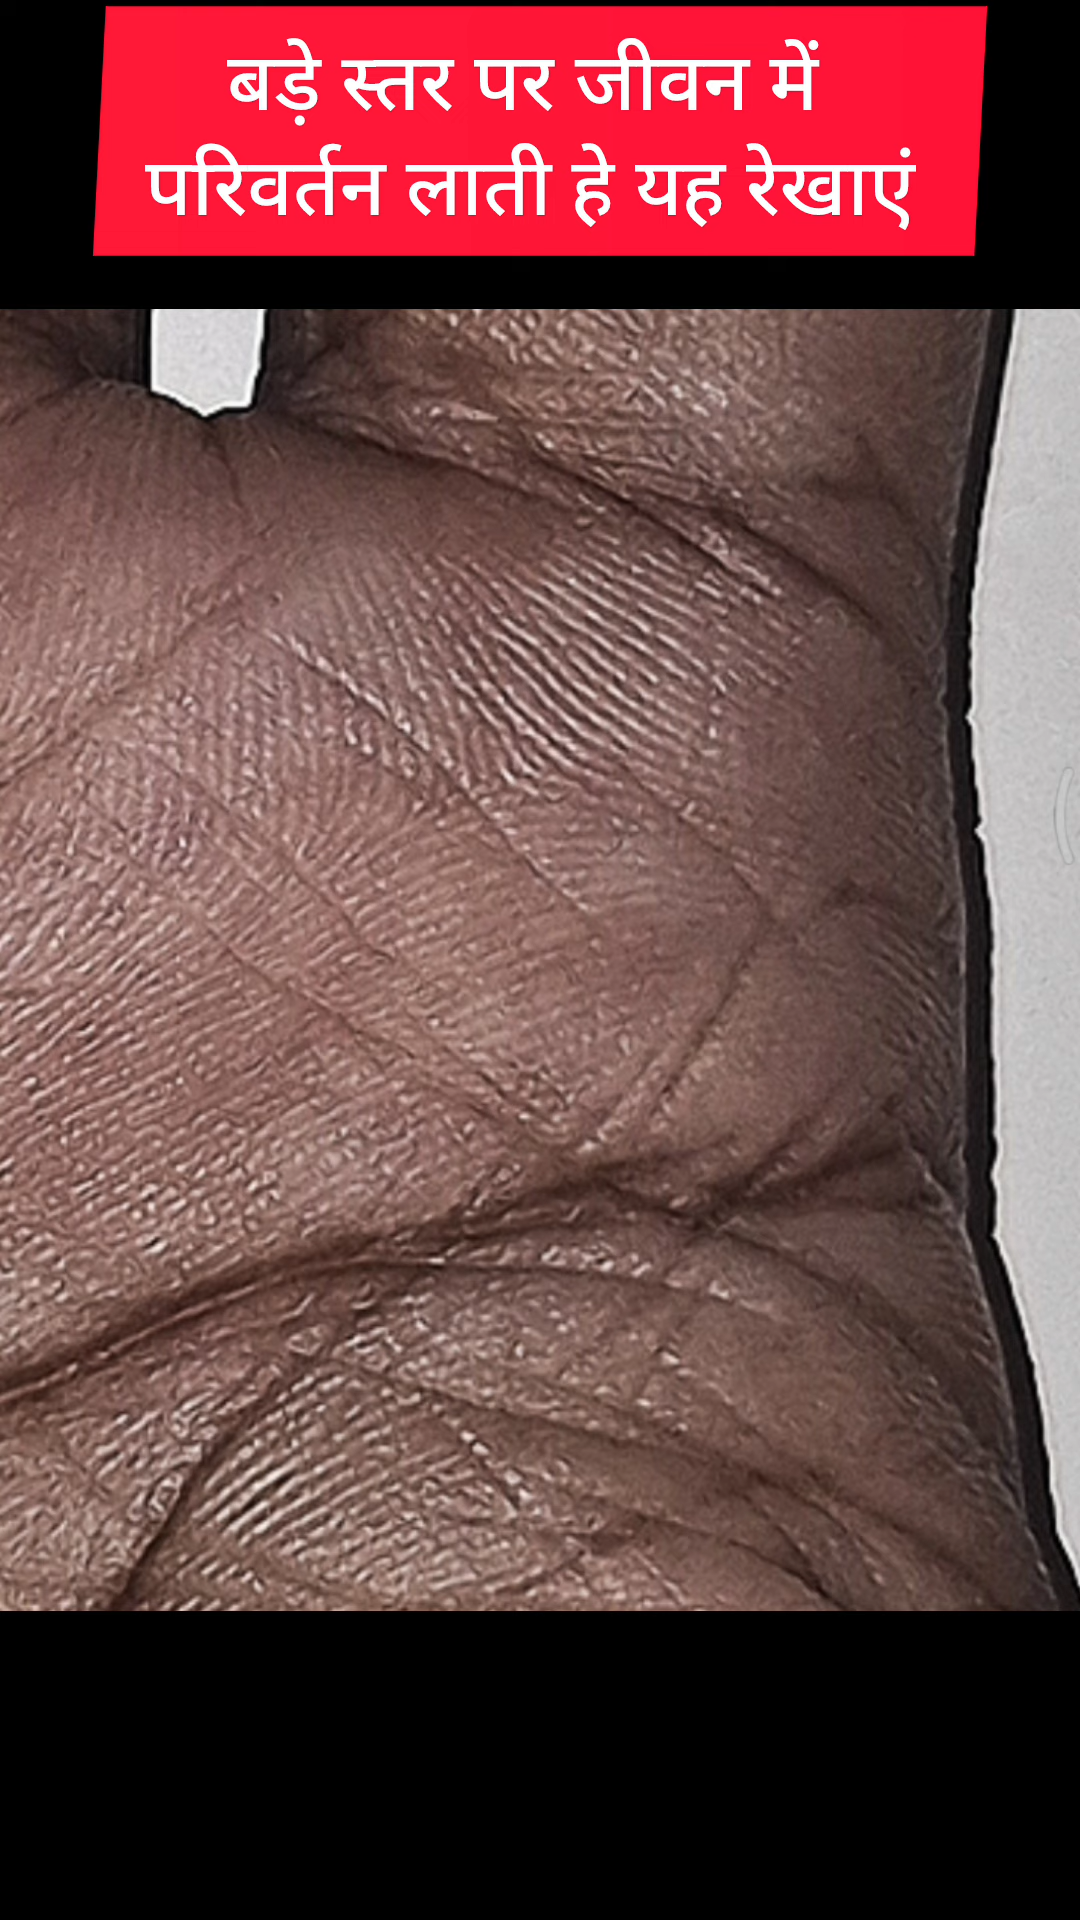 बड़े स्तर पर जीवन में
परिवर्तन लाती हे यह रेखाएं